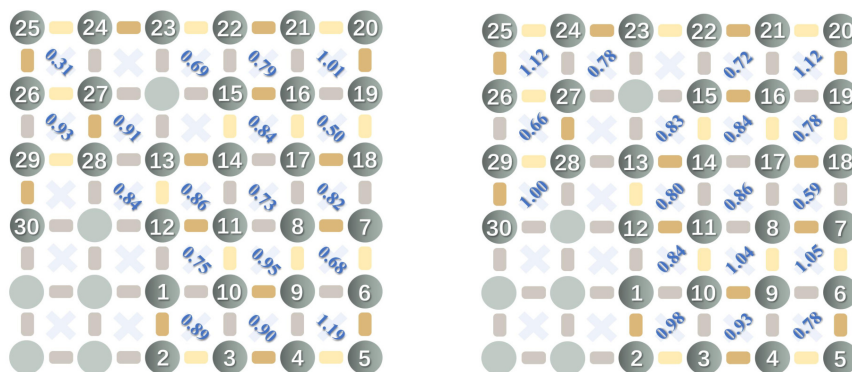 25 24 23 22 21 20
0.31 0.69 0.79 1.01
26 27 15 16 19
0.93 0.91 0.84 0.50
29 28 13 14 17 18
0.84 0.86 0.73 0.82
30 12 11 8 7
0.75 0.95 0.68
1 10 9 6
0.89 0.90 1.19
2 3 4 5
25 24 23 22 21 20
1.12 0.78 0.72 1.12
26 27 15 16 19
0.66 0.83 0.84 0.78
29 28 13 14 17 18
1.00 0.80 0.86 0.59
30 12 11 8 7
0.84 1.04 1.05
1 10 9 6
0.98 0.93 0.78
2 3 4 5